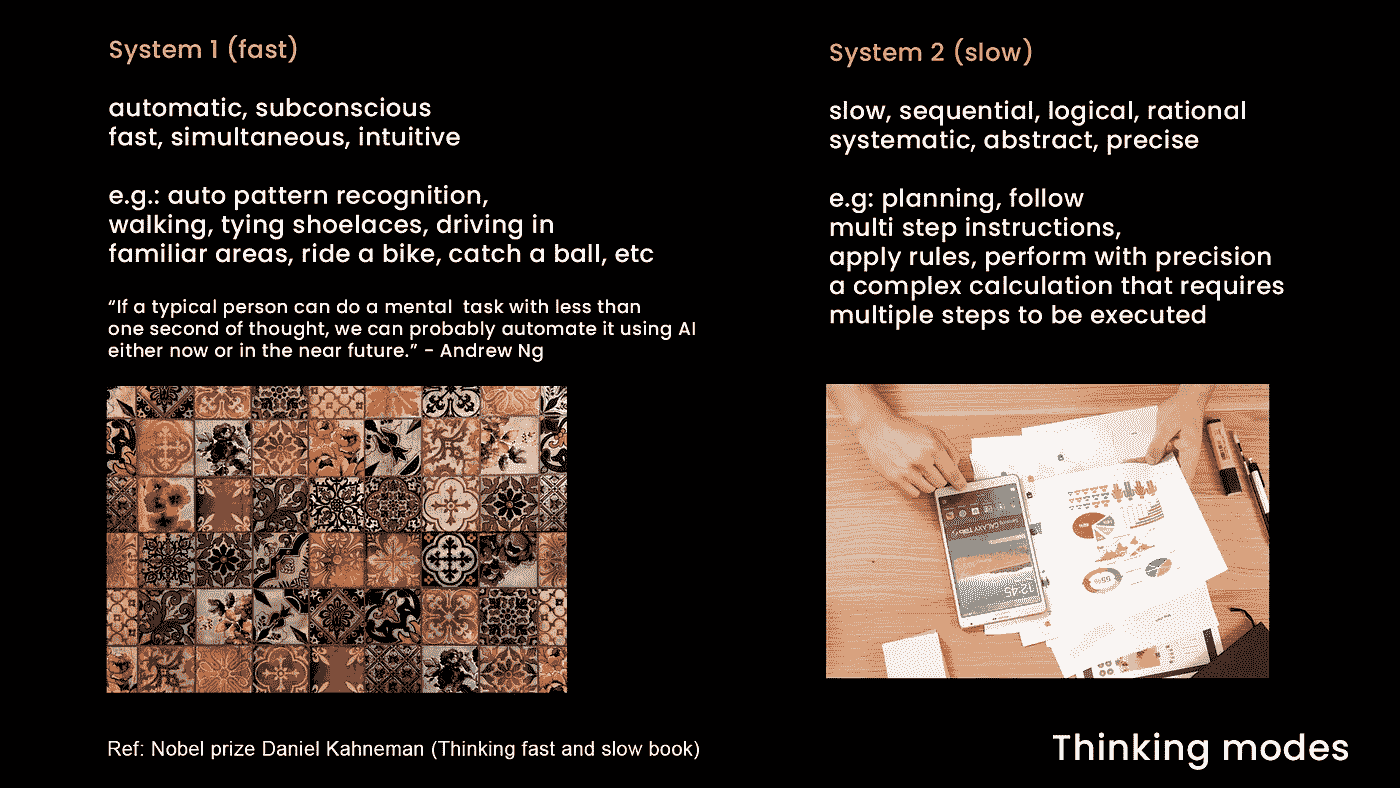 System 1 (fast)
automatic, subconscious
fast, simultaneous, intuitive
e.g.: auto pattern recognition,
walking, tying shoelaces, driving in
familiar areas, ride a bike, catch a ball, etc
“If a typical person can do a mental  task with less than
one second of thought, we can probably automate it using AI
either now or in the near future.” - Andrew Ng
System 2 (slow)
slow, sequential, logical, rational
systematic, abstract, precise
e.g: planning, follow
multi step instructions,
apply rules, perform with precision
a complex calculation that requires
multiple steps to be executed
12:45
55%
Ref: Nobel prize Daniel Kahneman (Thinking fast and slow book)
Thinking modes